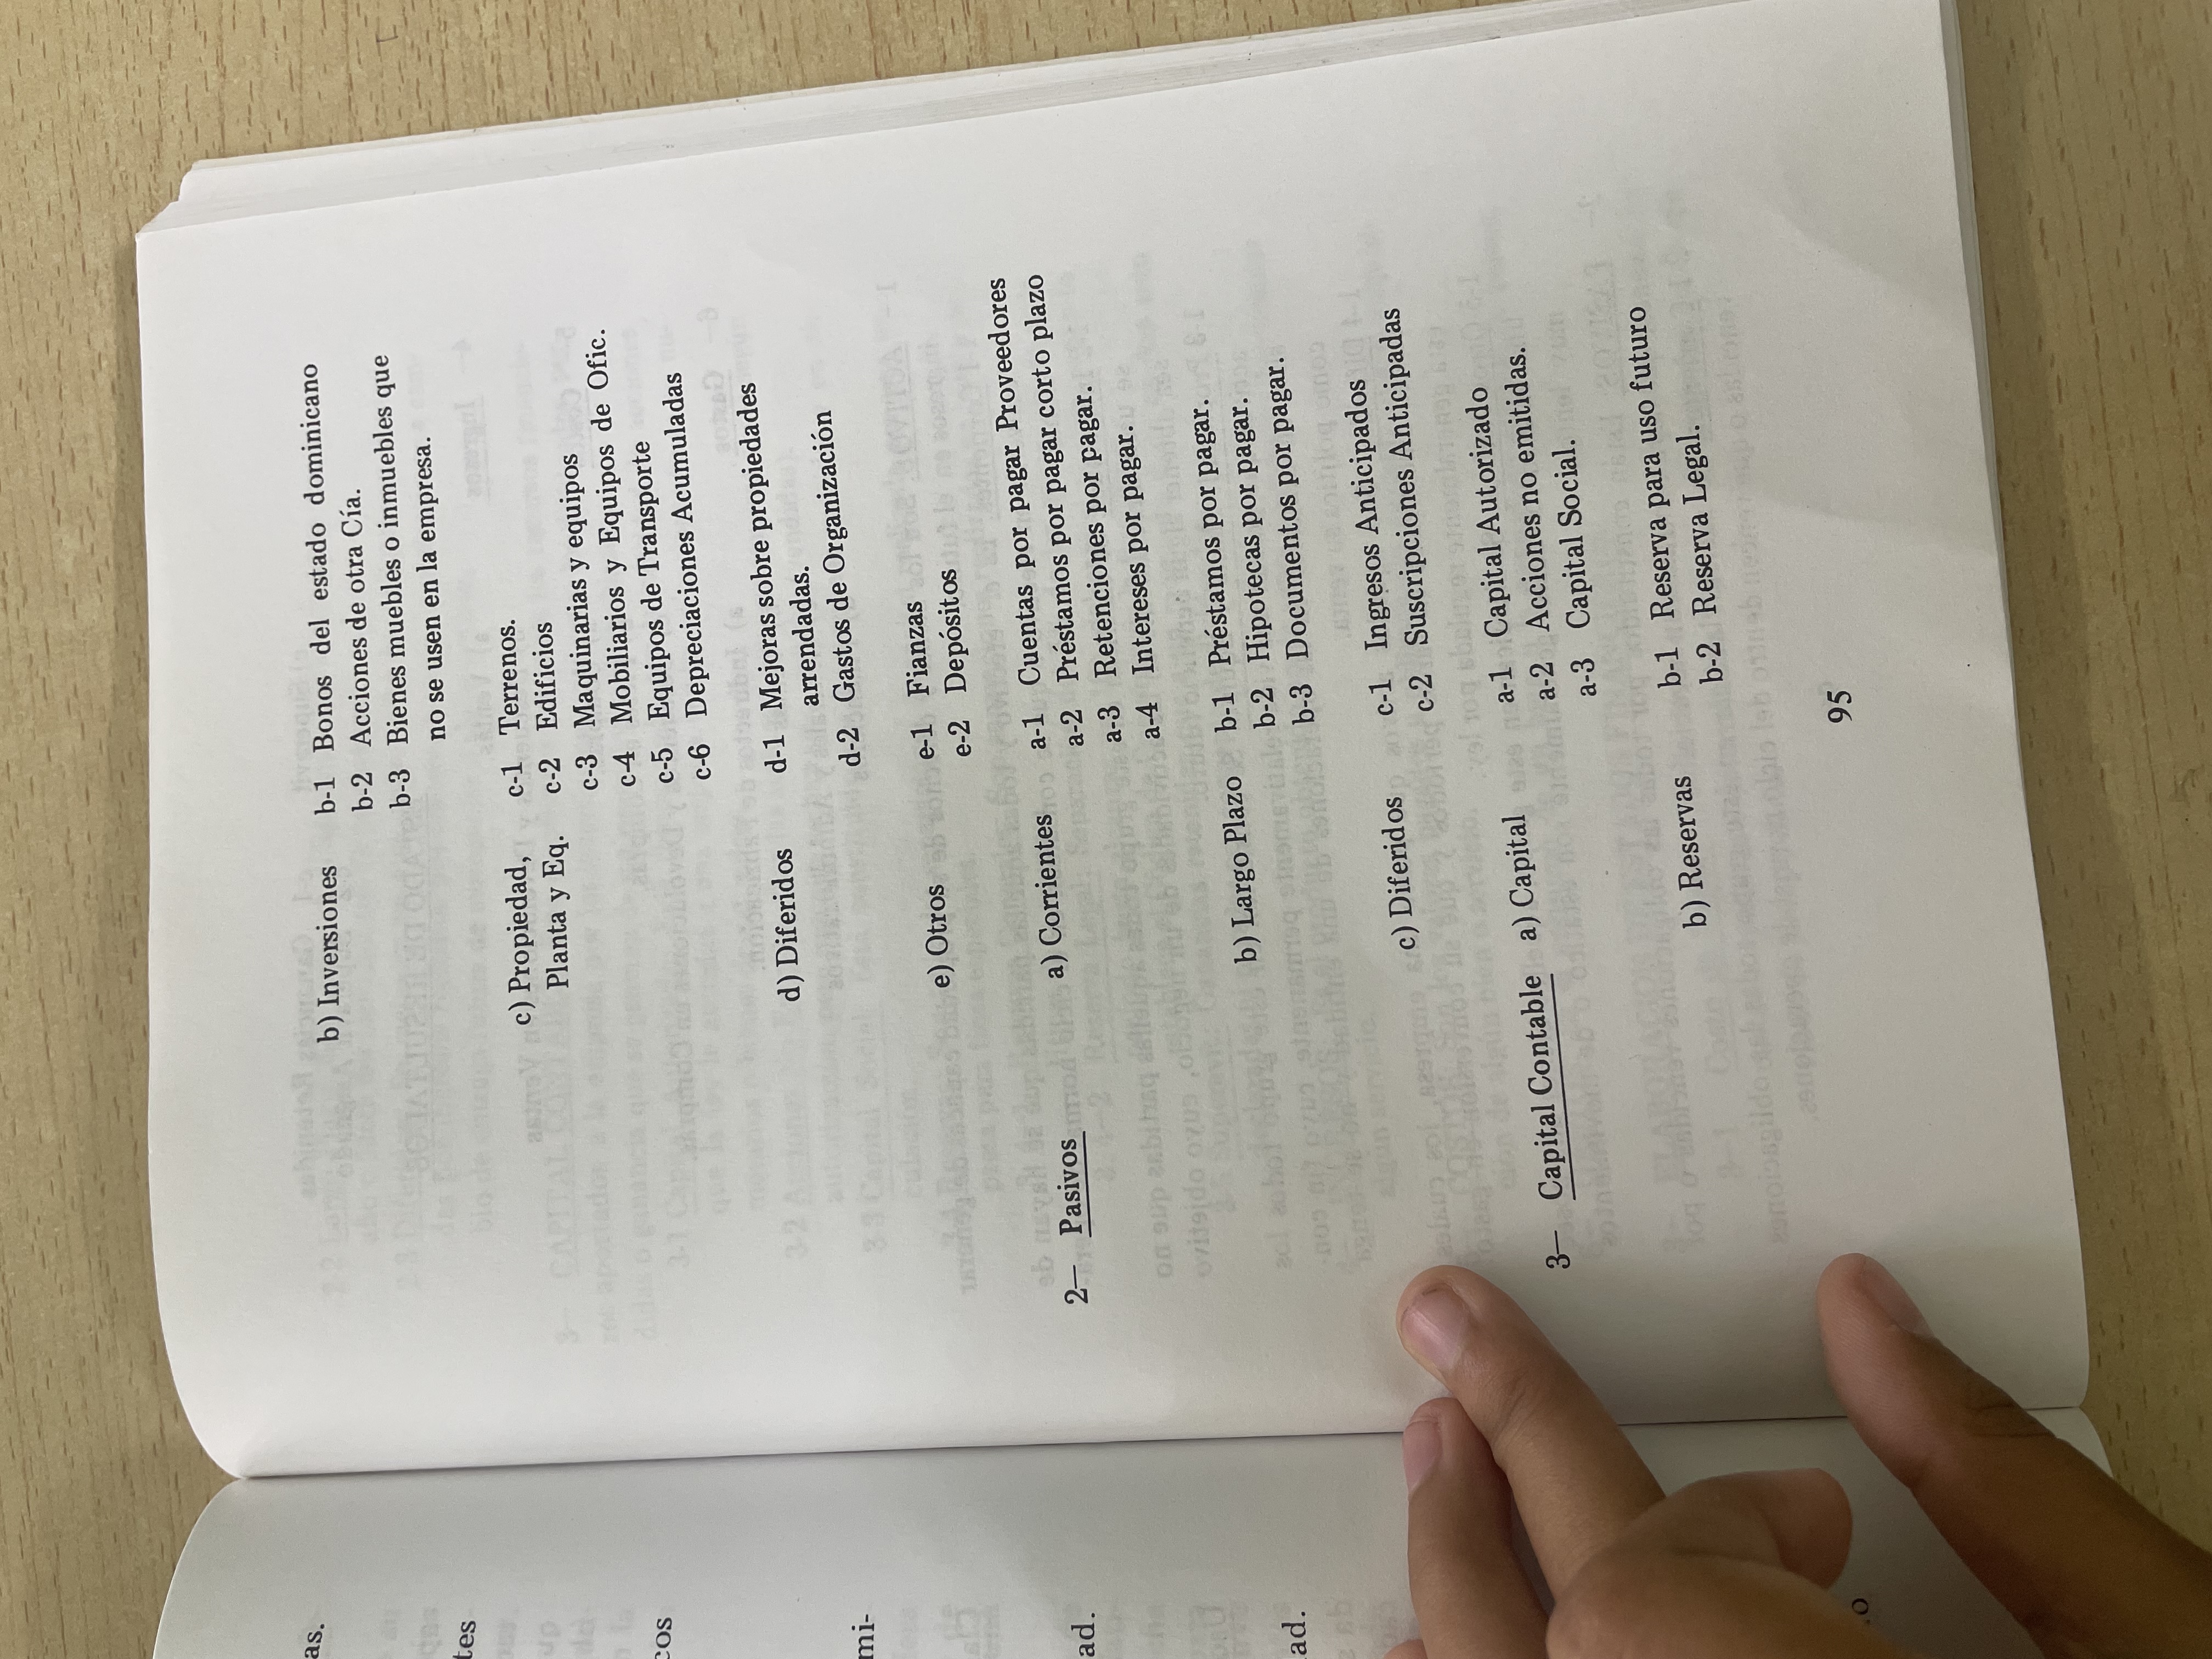 b) Inversiones b-1 Bonos del estado dominicano
b-2 Acciones de otra Cía.
b-3 Bienes muebles o inmuebles que
no se usen en la empresa.
c) Propiedad, c-1 Terrenos.
Planta y Eq. c-2 Edificios
c-3 Maquinarias y equipos
c-4 Mobiliarios y Equipos de Ofic.
c-5 Equipos de Transporte
c-6 Depreciaciones Acumuladas
d) Diferidos d-1 Mejoras sobre propiedades
arrendadas.
d-2 Gastos de Organización
e) Otros e-1 Fianzas
e-2 Depósitos
2— Pasivos a) Corrientes a-1 Cuentas por pagar Proveedores
a-2 Préstamos por pagar corto plazo
a-3 Retenciones por pagar.
a-4 Intereses por pagar.
b) Largo Plazo b-1 Préstamos por pagar.
b-2 Hipotecas por pagar.
b-3 Documentos por pagar.
c) Diferidos c-1 Ingresos Anticipados
c-2 Suscripciones Anticipadas
3— Capital Contable a) Capital a-1 Capital Autorizado
a-2 Acciones no emitidas.
a-3 Capital Social.
b) Reservas b-1 Reserva para uso futuro
b-2 Reserva Legal.
95